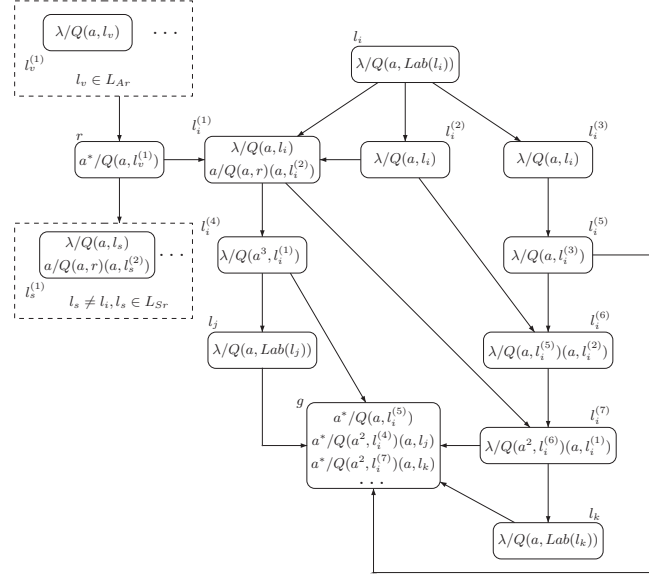 λ/Q(a, l_v) · · ·
l_v^{(1)}
l_v ∈ L_{Ar}
l_i
λ/Q(a, Lab(l_i))
r
a*/Q(a, l_v^{(1)})
l_i^{(1)}
λ/Q(a, l_i)
a/Q(a, r)(a, l_i^{(2)})
l_i^{(2)}
λ/Q(a, l_i)
l_i^{(3)}
λ/Q(a, l_i)
λ/Q(a, l_s)
a/Q(a, r)(a, l_s^{(2)}) · · ·
l_s^{(1)}
l_s ≠ l_i, l_s ∈ L_{Sr}
l_i^{(4)}
λ/Q(a^3, l_i^{(1)})
l_i^{(5)}
λ/Q(a, l_i^{(3)})
l_j
λ/Q(a, Lab(l_j))
l_i^{(6)}
λ/Q(a, l_i^{(5)})(a, l_i^{(2)})
g
a*/Q(a, l_i^{(5)})
a*/Q(a^2, l_i^{(4)})(a, l_j)
a*/Q(a^2, l_i^{(7)})(a, l_k)
· · ·
l_i^{(7)}
λ/Q(a^2, l_i^{(6)})(a, l_i^{(1)})
l_k
λ/Q(a, Lab(l_k))